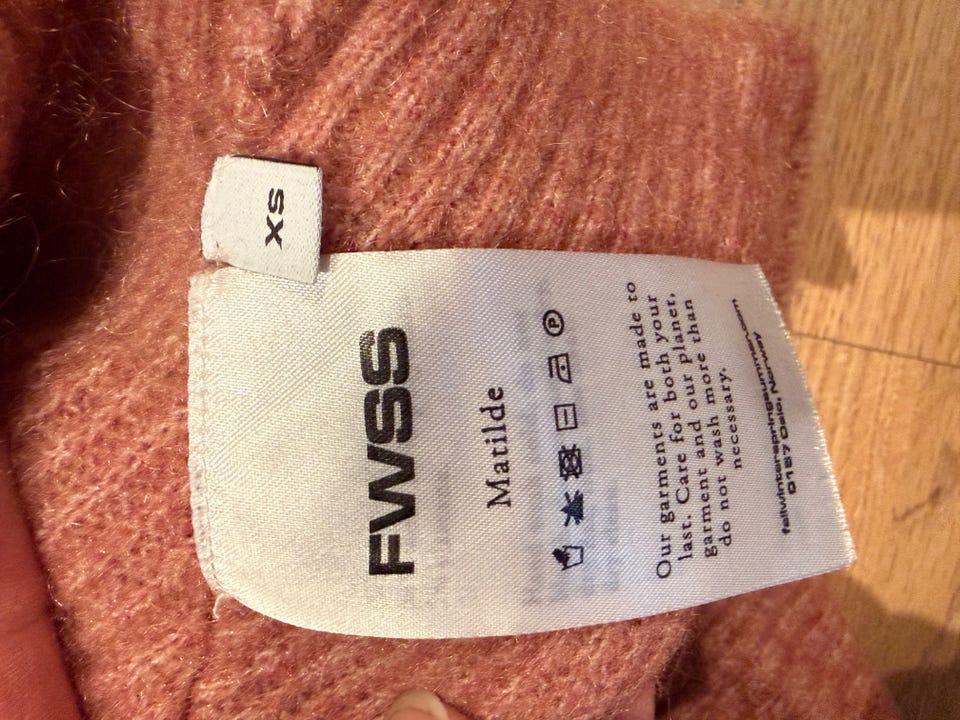 XS
FWSS
Matilde
P
Our garments are made to
last. Care for both your
garment and our planet,
do not wash more than
necessary.
fallwinterspringsummer.com
0187 Oslo, Norway